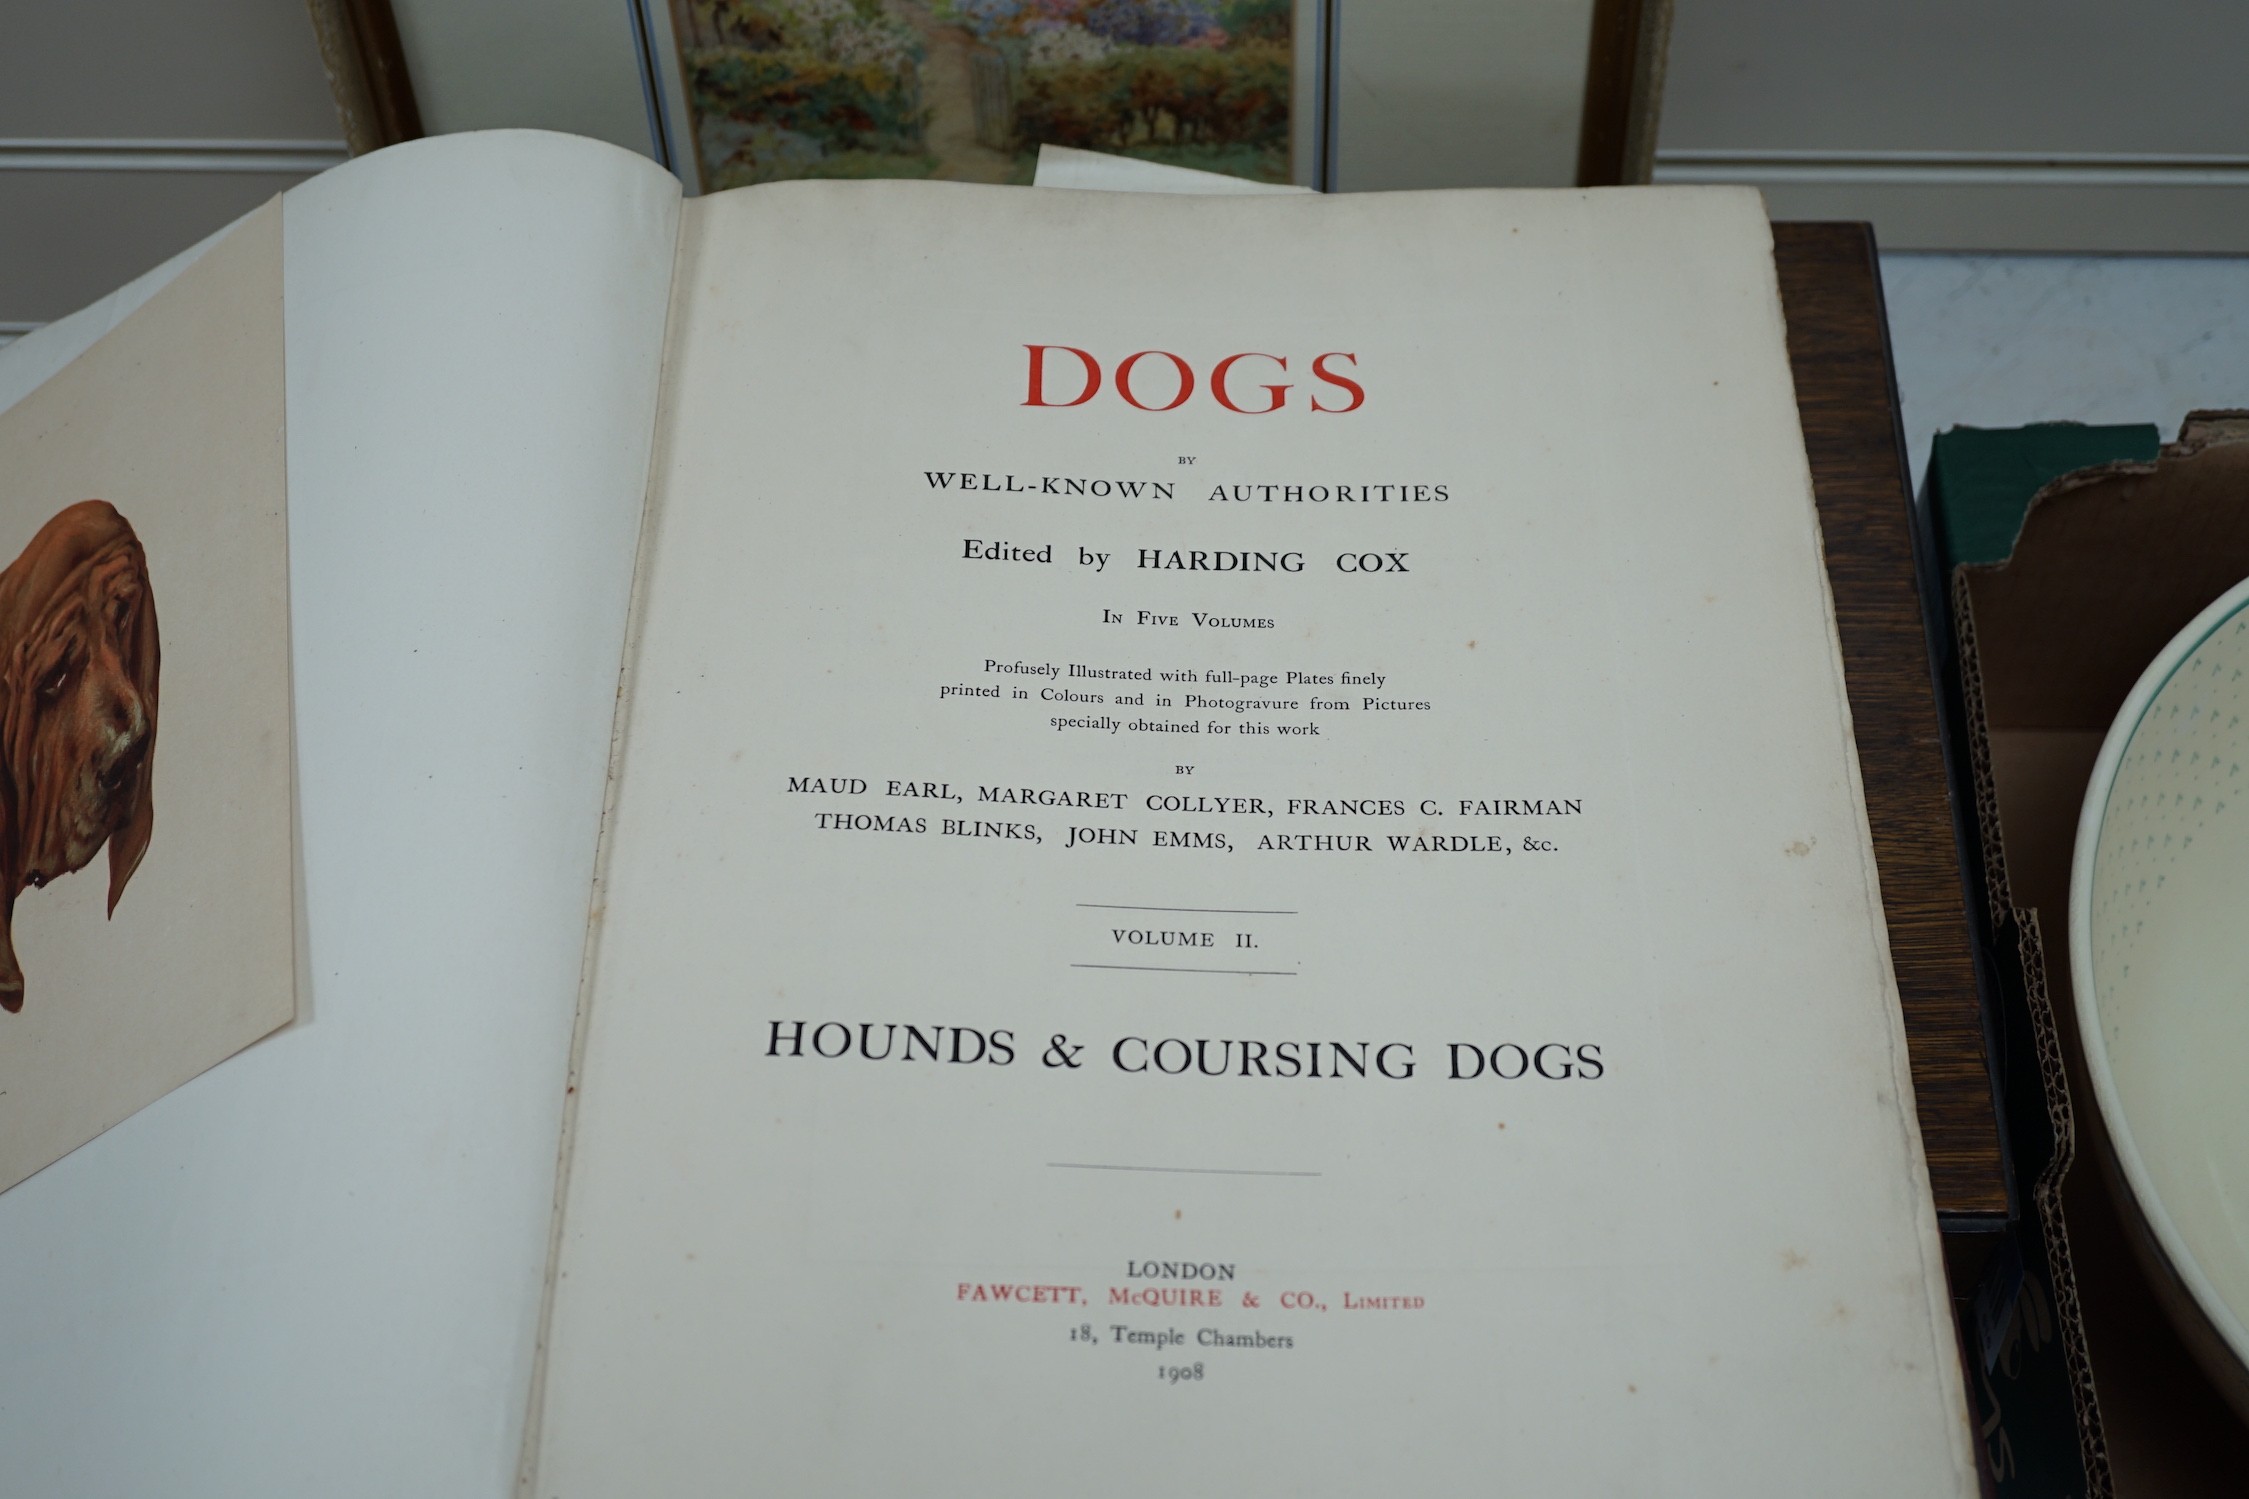 DOGS
BY
WELL-KNOWN AUTHORITIES
Edited by HARDING COX
In Five Volumes
Profusely Illustrated with full-page Plates finely
printed in Colours and in Photogravure from Pictures
specially obtained for this work
BY
MAUD EARL, MARGARET COLLYER, FRANCES C. FAIRMAN
THOMAS BLINKS, JOHN EMMS, ARTHUR WARDLE, &c.
VOLUME II.
HOUNDS & COURSING DOGS
LONDON
FAWCETT, McQUIRE & CO., Limited
18, Temple Chambers
1908